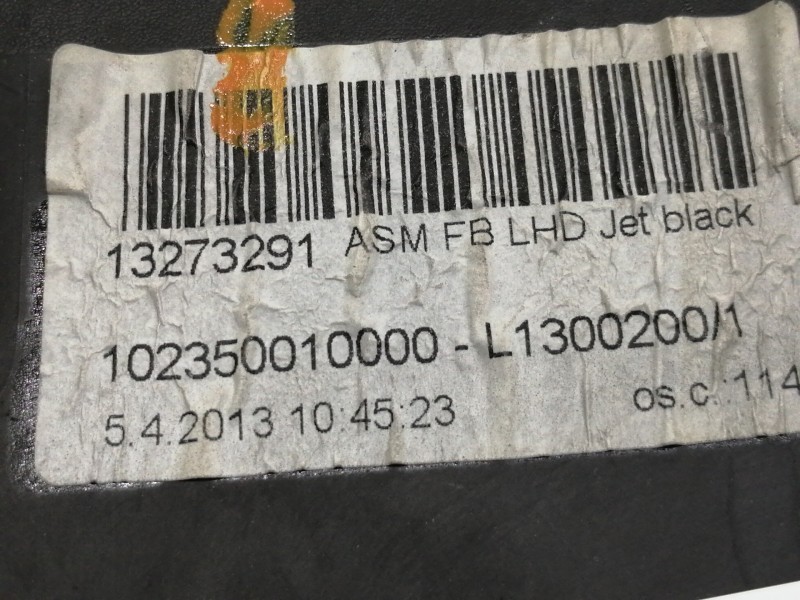 13273291 ASM FB LHD Jet black
102350010000 - L1300200/1
5.4.2013 10:45:23 os.c.:114